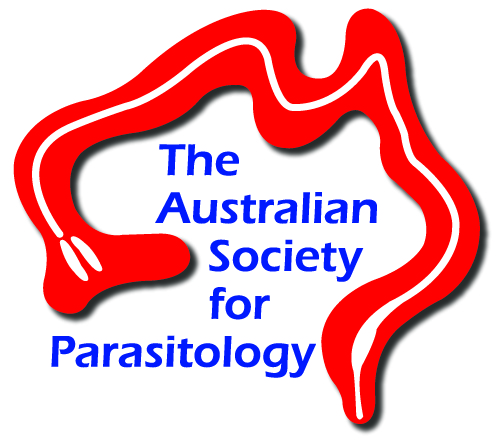 The
Australian
Society
for
Parasitology